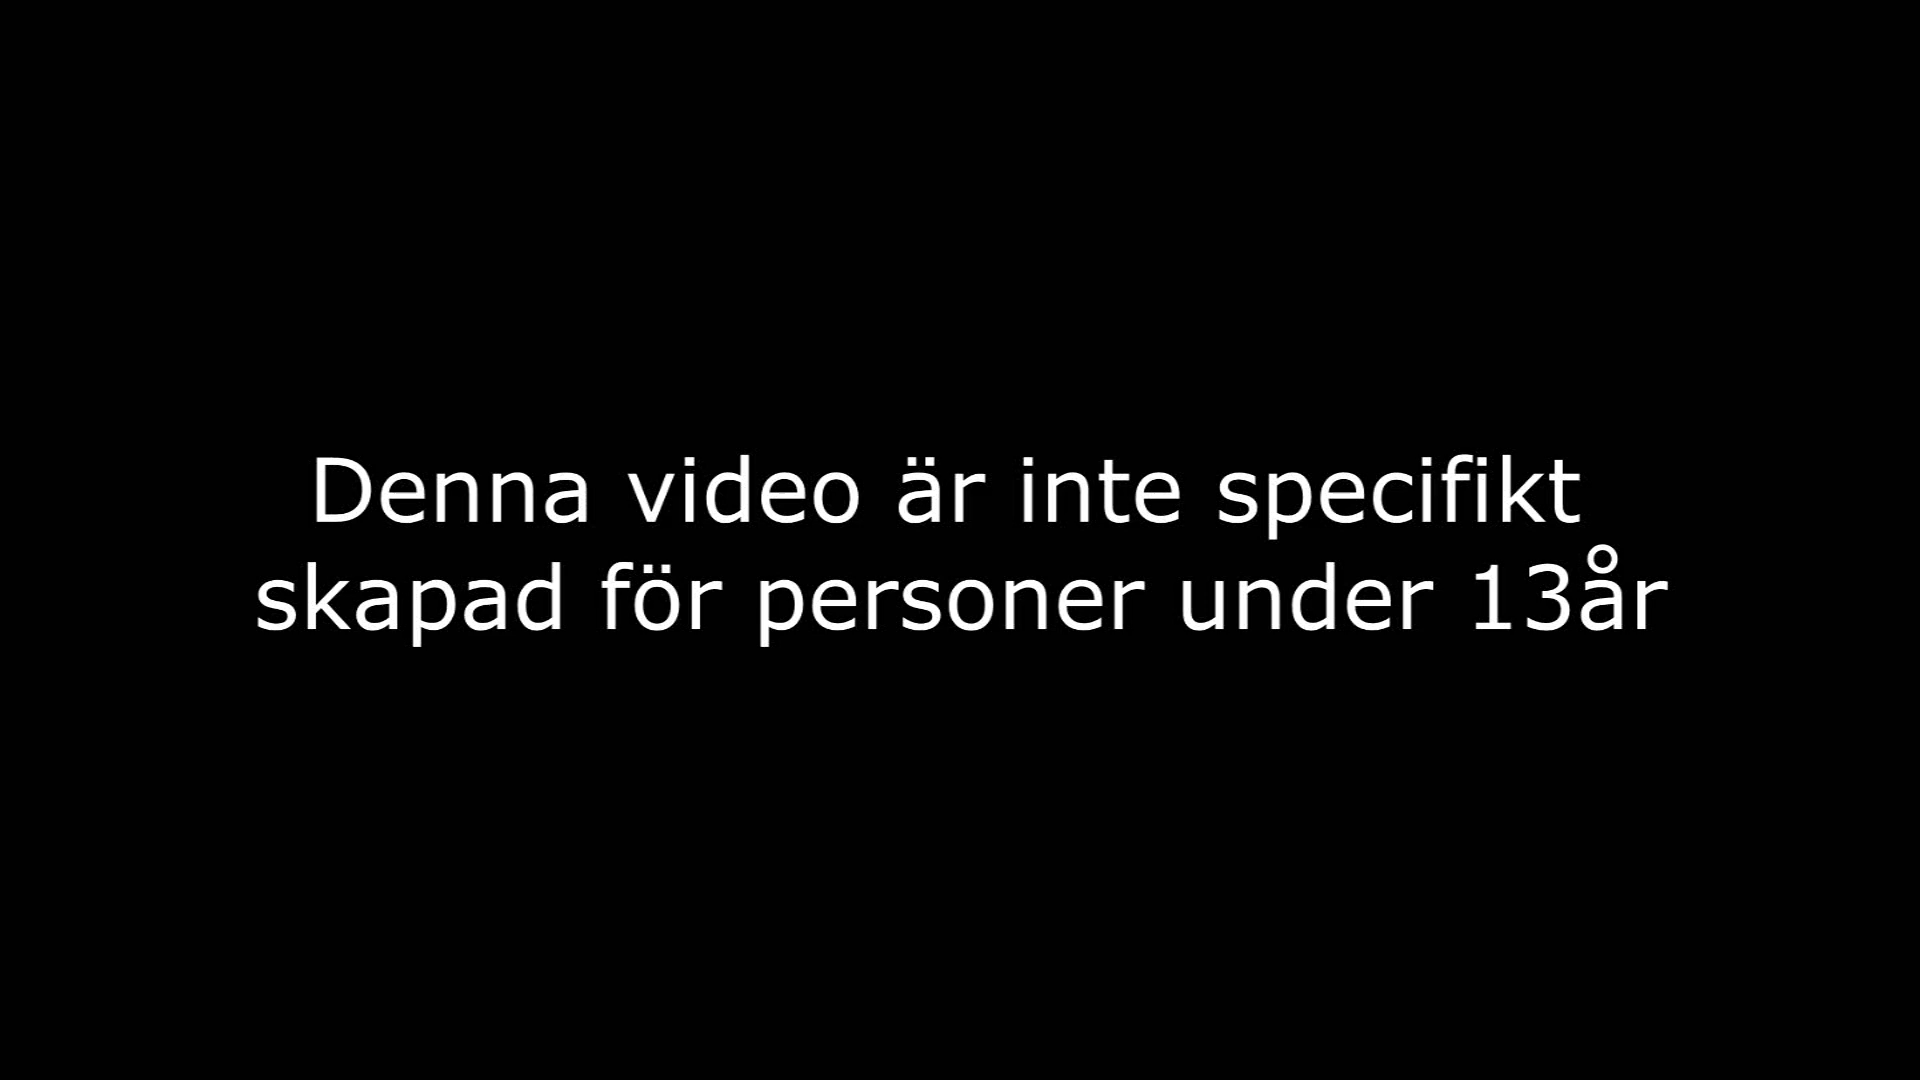 Denna video är inte specifikt
skapad för personer under 13år